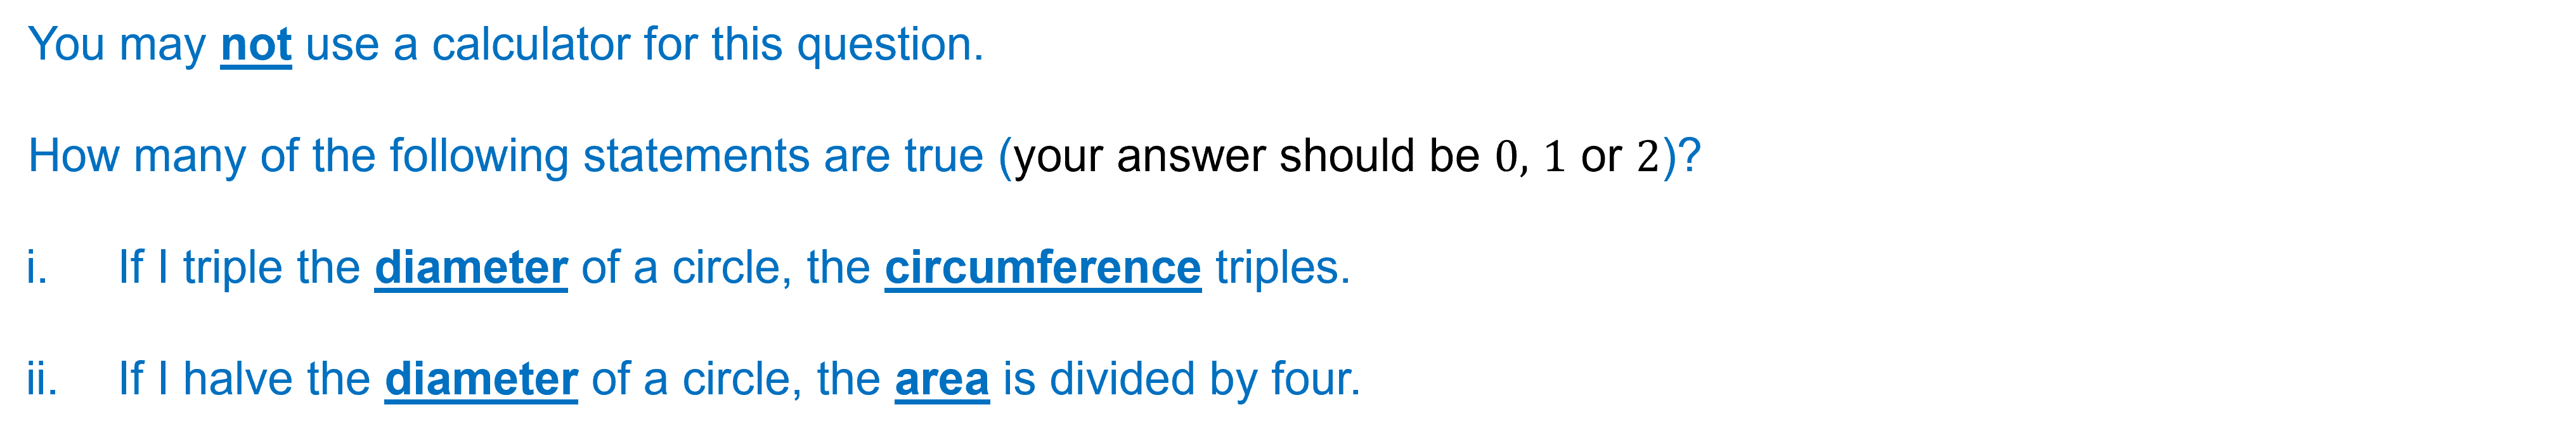 You may not use a calculator for this question.
How many of the following statements are true (your answer should be 0, 1 or 2)?
i. If I triple the diameter of a circle, the circumference triples.
ii. If I halve the diameter of a circle, the area is divided by four.